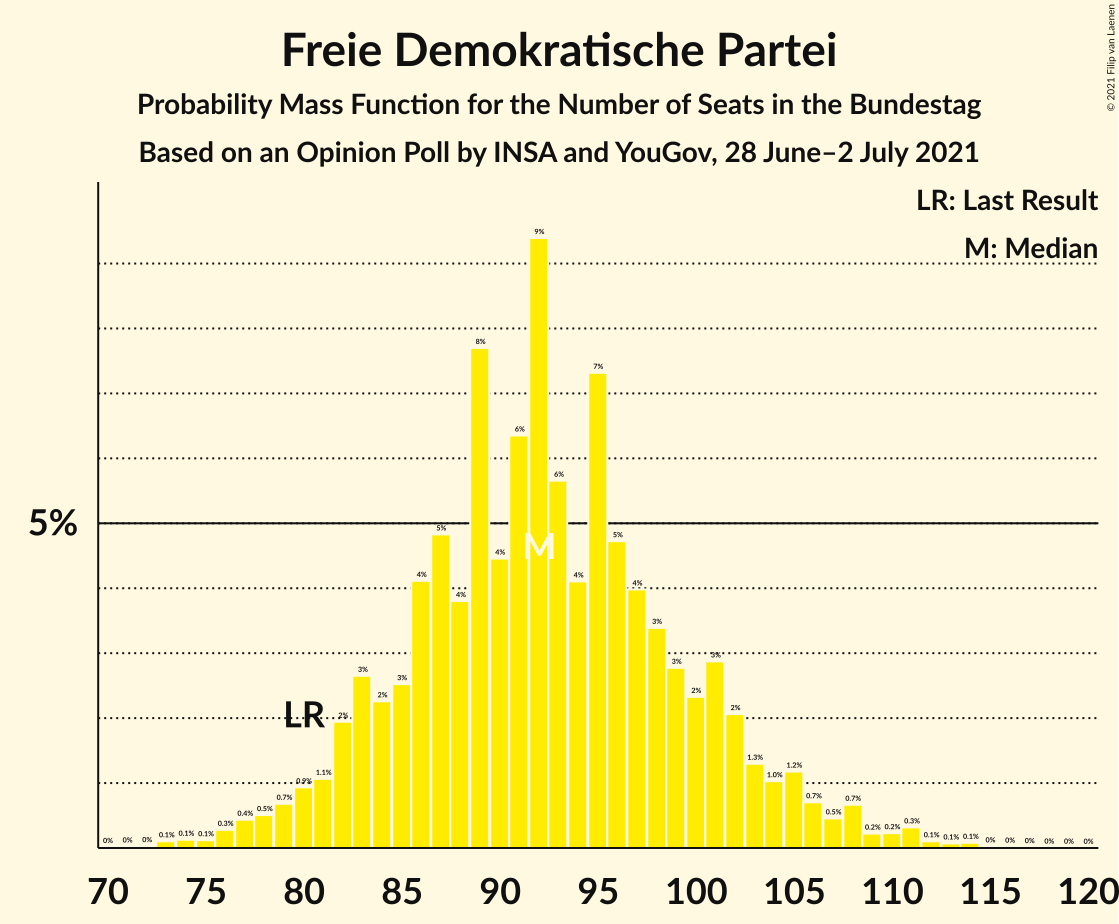 Freie Demokratische Partei
Probability Mass Function for the Number of Seats in the Bundestag
Based on an Opinion Poll by INSA and YouGov, 28 June–2 July 2021
© 2021 Filip van Laenen
LR: Last Result
M: Median
5%
LR
M
0% 0% 0% 0.1% 0.1% 0.1% 0.3% 0.4% 0.5% 0.7% 0.9% 1.1% 2% 3% 2% 3% 4% 5% 4% 8% 4% 6% 9% 6% 4% 7% 5% 4% 3% 3% 2% 3% 2% 1.3% 1.0% 1.2% 0.7% 0.5% 0.7% 0.2% 0.2% 0.3% 0.1% 0.1% 0.1% 0% 0% 0% 0% 0% 0%
70 75 80 85 90 95 100 105 110 115 120